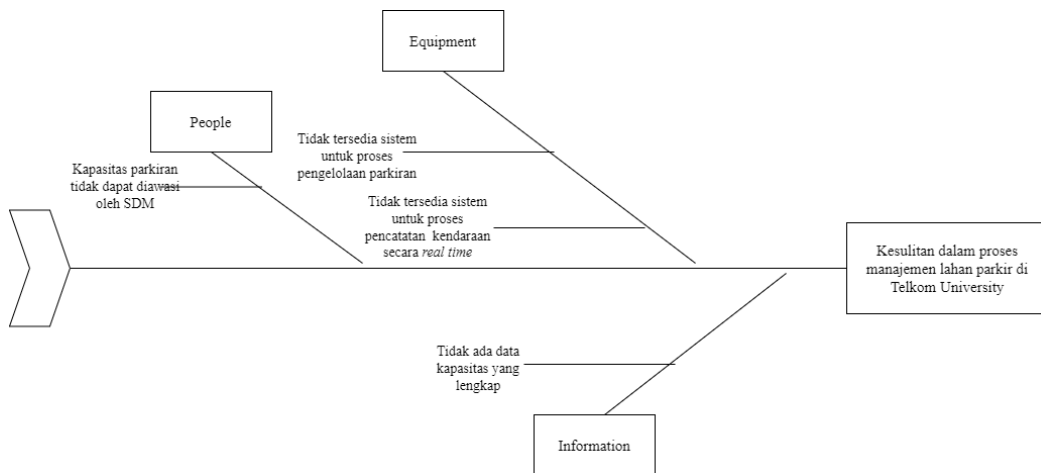 Equipment
People
Tidak tersedia sistem
untuk proses
pengelolaan parkiran
Kapasitas parkiran
tidak dapat diawasi
oleh SDM
Tidak tersedia sistem
untuk proses
pencatatan kendaraan
secara real time
Kesulitan dalam proses
manajemen lahan parkir di
Telkom University
Tidak ada data
kapasitas yang
lengkap
Information